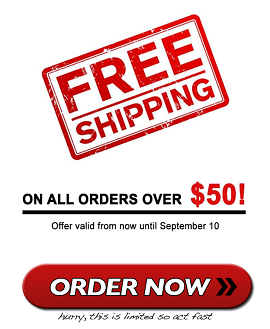 FREE
SHIPPING
ON ALL ORDERS OVER $50!
Offer valid from now until September 10
ORDER NOW »
hurry, this is limited so act fast